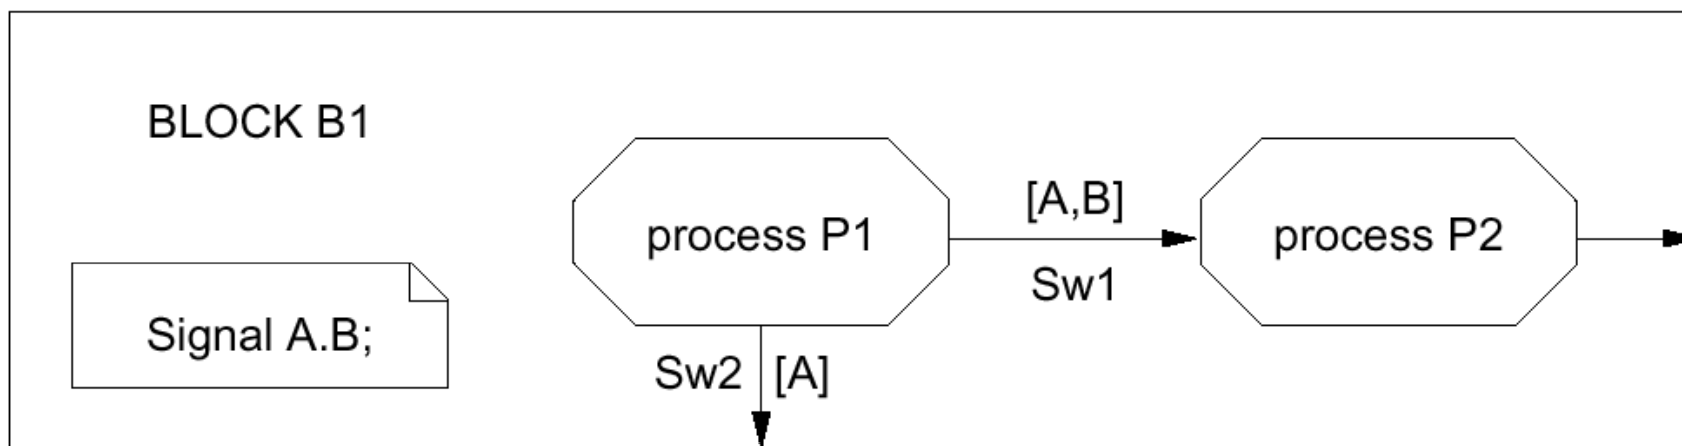 BLOCK B1
[A,B]
process P1
process P2
Sw1
Signal A.B;
Sw2
[A]